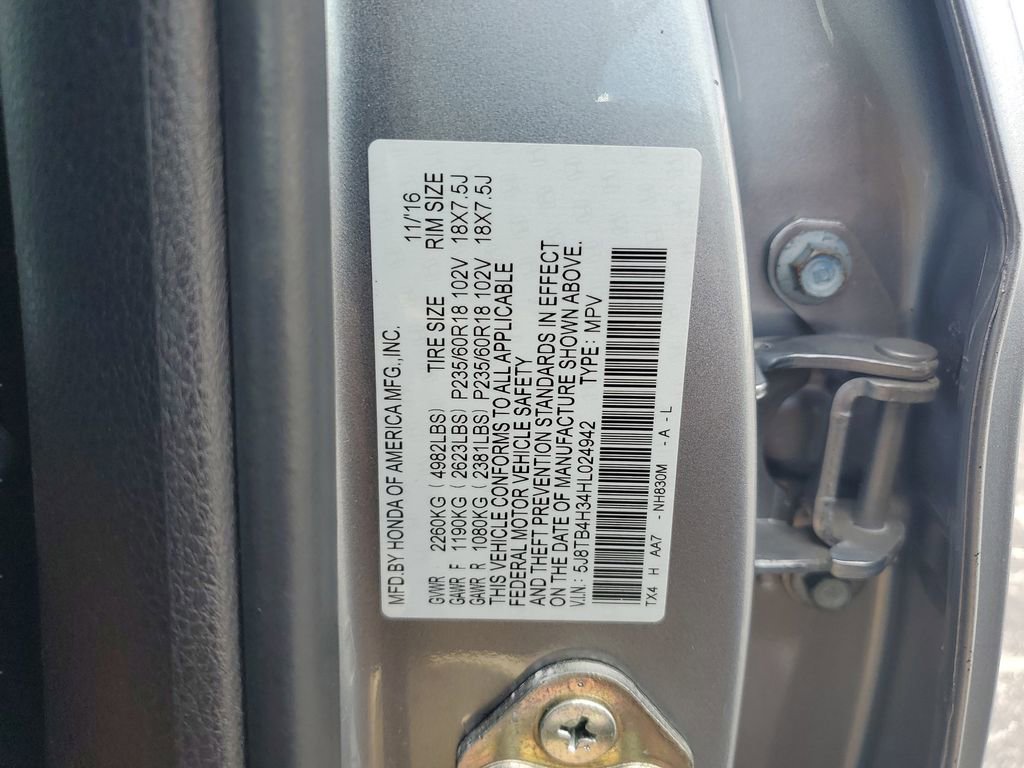 MFD.BY HONDA OF AMERICA MFG.,INC. 11/'16
GVWR 2260KG ( 4982LBS) TIRE SIZE RIM SIZE
GAWR F 1190KG ( 2623LBS) P235/60R18 102V 18X7.5J
GAWR R 1080KG ( 2381LBS) P235/60R18 102V 18X7.5J
THIS VEHICLE CONFORMS TO ALL APPLICABLE
FEDERAL MOTOR VEHICLE SAFETY
AND THEFT PREVENTION STANDARDS IN EFFECT
ON THE DATE OF MANUFACTURE SHOWN ABOVE.
V.I.N.: 5J8TB4H34HL024942 TYPE: MPV
TX4 H AA7 - NH830M - A - L